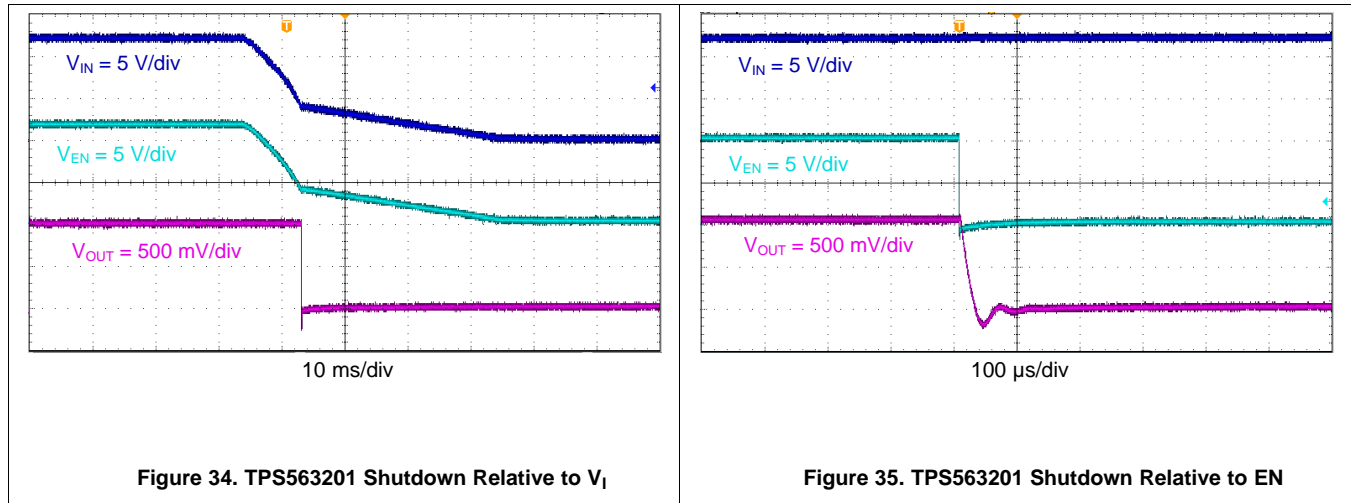 T
V_IN = 5 V/div
V_EN = 5 V/div
V_OUT = 500 mV/div
10 ms/div
Figure 34. TPS563201 Shutdown Relative to V_I
T
V_IN = 5 V/div
V_EN = 5 V/div
V_OUT = 500 mV/div
100 µs/div
Figure 35. TPS563201 Shutdown Relative to EN